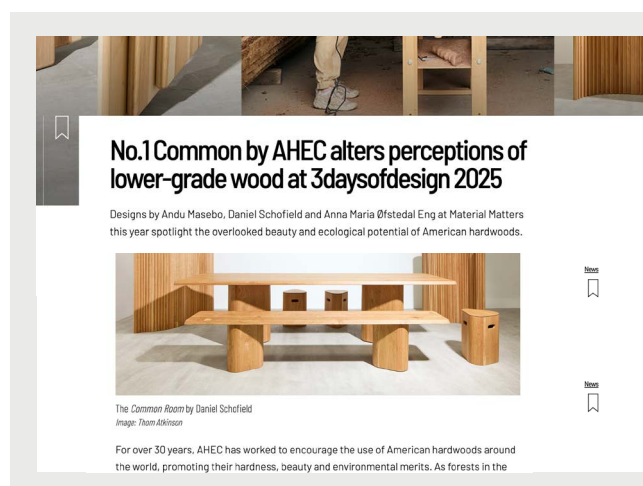 No.1 Common by AHEC alters perceptions of
lower-grade wood at 3daysofdesign 2025
Designs by Andu Masebo, Daniel Schofield and Anna Maria Øfstedal Eng at Material Matters
this year spotlight the overlooked beauty and ecological potential of American hardwoods.
News
The Common Room by Daniel Schofield
Image: Thom Atkinson
News
For over 30 years, AHEC has worked to encourage the use of American hardwoods around
the world, promoting their hardness, beauty and environmental merits. As forests in the